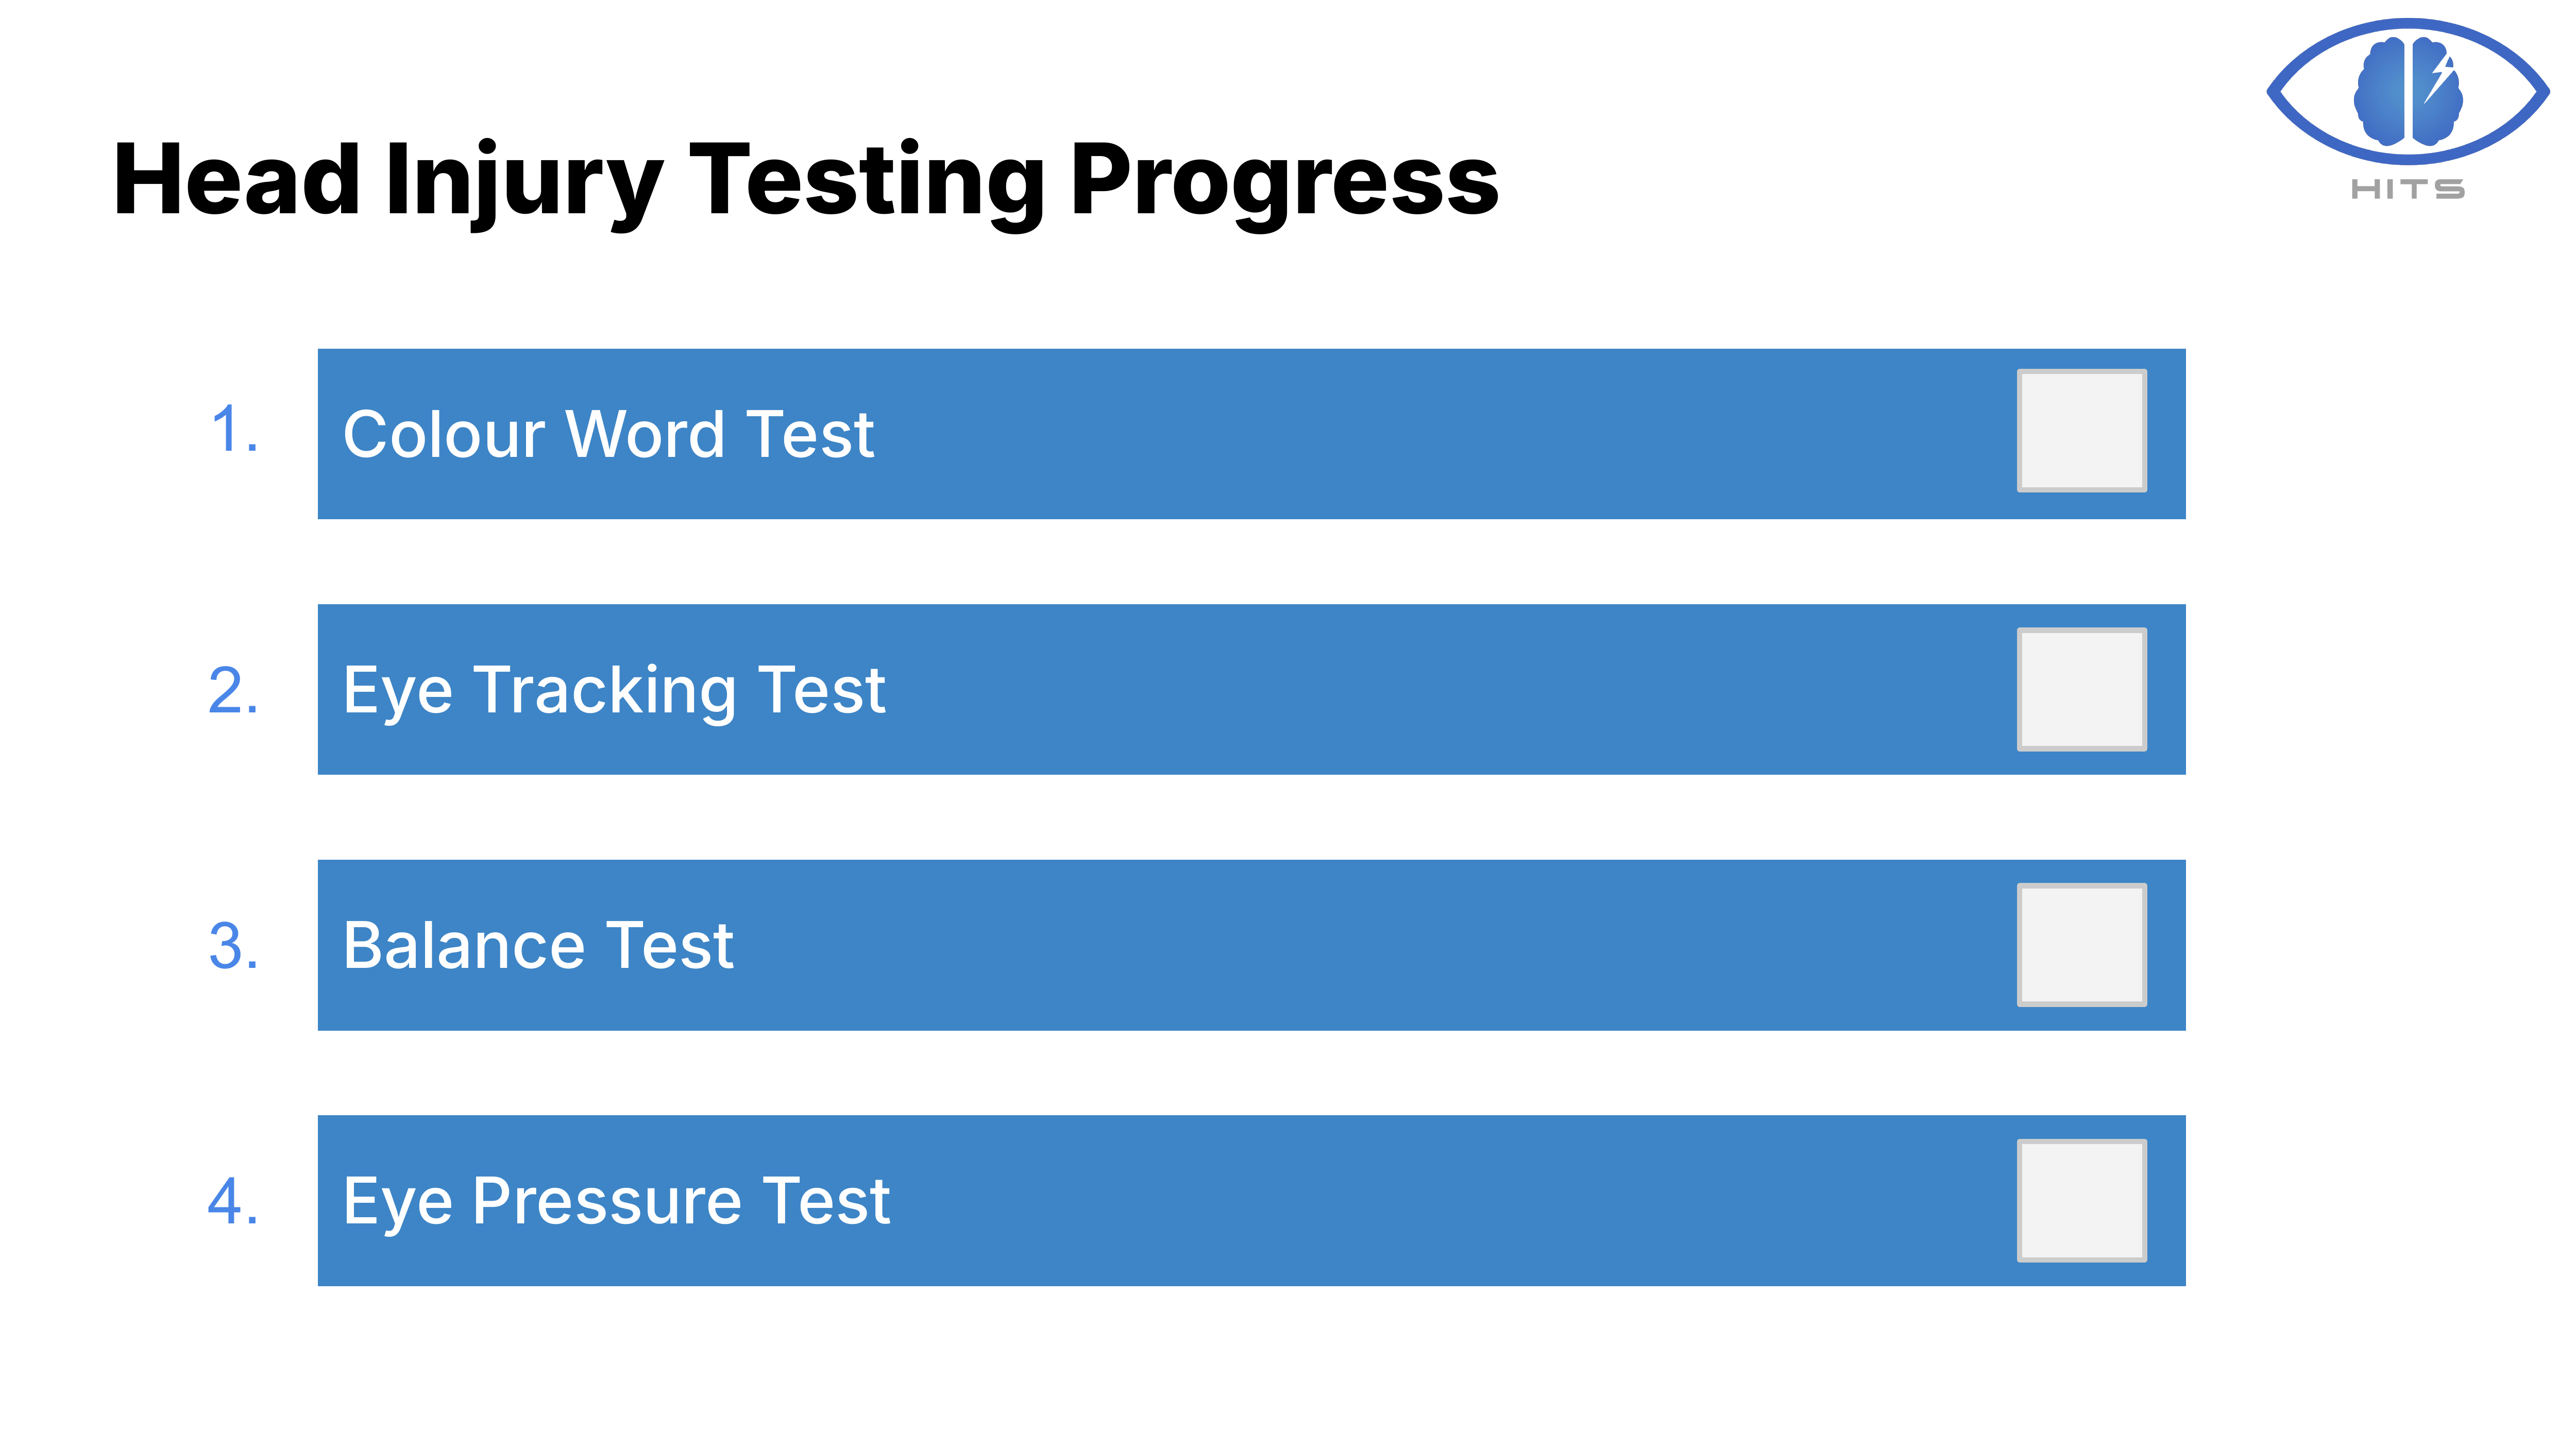 HITS
Head Injury Testing Progress
1. Colour Word Test
2. Eye Tracking Test
3. Balance Test
4. Eye Pressure Test